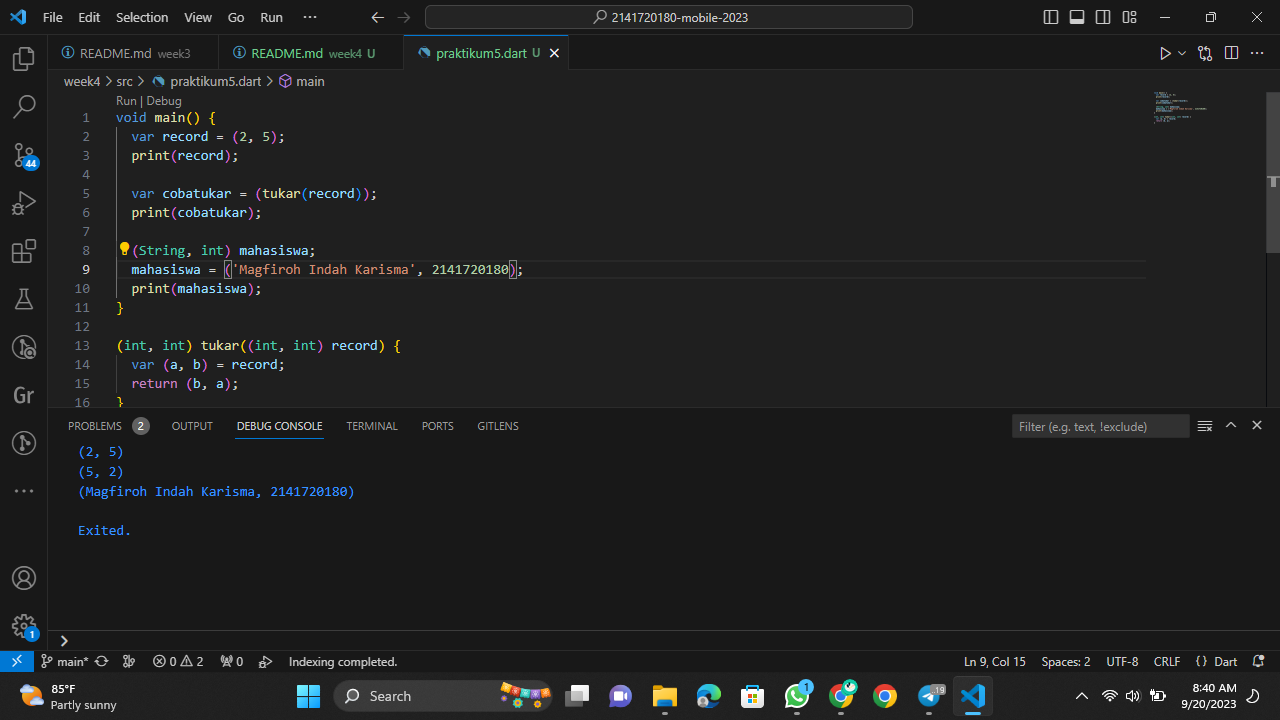 File Edit Selection View Go Run ··· 2141720180-mobile-2023
README.md week3 README.md week4 U praktikum5.dart U
week4 > src > praktikum5.dart > main
Run | Debug
1 void main() {
2 var record = (2, 5);
3 print(record);
4
5 var cobatukar = (tukar(record));
6 print(cobatukar);
7
8 (String, int) mahasiswa;
9 mahasiswa = ('Magfiroh Indah Karisma', 2141720180);
10 print(mahasiswa);
11 }
12
13 (int, int) tukar((int, int) record) {
14 var (a, b) = record;
15 return (b, a);
16 }
44
Gr
1
PROBLEMS 2 OUTPUT DEBUG CONSOLE TERMINAL PORTS GITLENS Filter (e.g. text, !exclude)
(2, 5)
(5, 2)
(Magfiroh Indah Karisma, 2141720180)
Exited.
main* 0 2 0 Indexing completed. Ln 9, Col 15 Spaces: 2 UTF-8 CRLF {} Dart
85°F
Partly sunny
Search
1
19
8:40 AM
9/20/2023